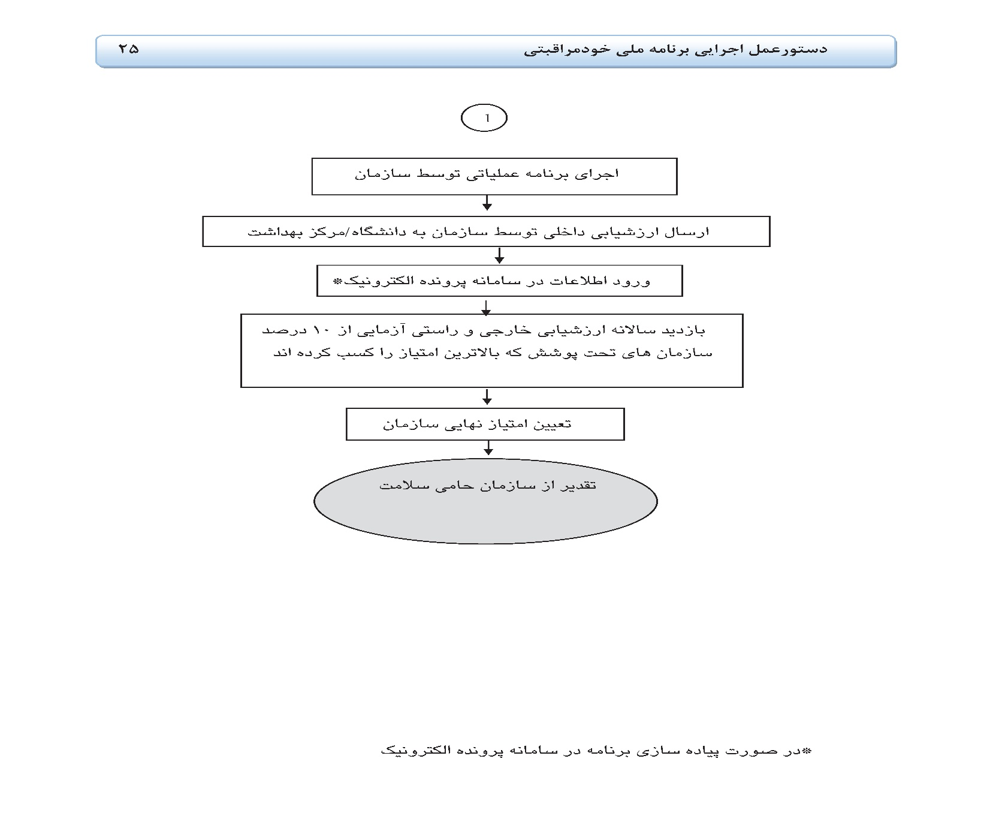 دستورعمل اجرایی برنامه ملی خودمراقبتی ۲۵
1
اجرای برنامه عملیاتی توسط سازمان
ارسال ارزشیابی داخلی توسط سازمان به دانشگاه/مرکز بهداشت
ورود اطلاعات در سامانه پرونده الکترونیک*
بازدید سالانه ارزشیابی خارجی و راستی آزمایی از ۱۰ درصد
سازمان های تحت پوشش که بالاترین امتیاز را کسب کرده اند
تعیین امتیاز نهایی سازمان
تقدیر از سازمان حامی سلامت
*در صورت پیاده سازی برنامه در سامانه پرونده الکترونیک